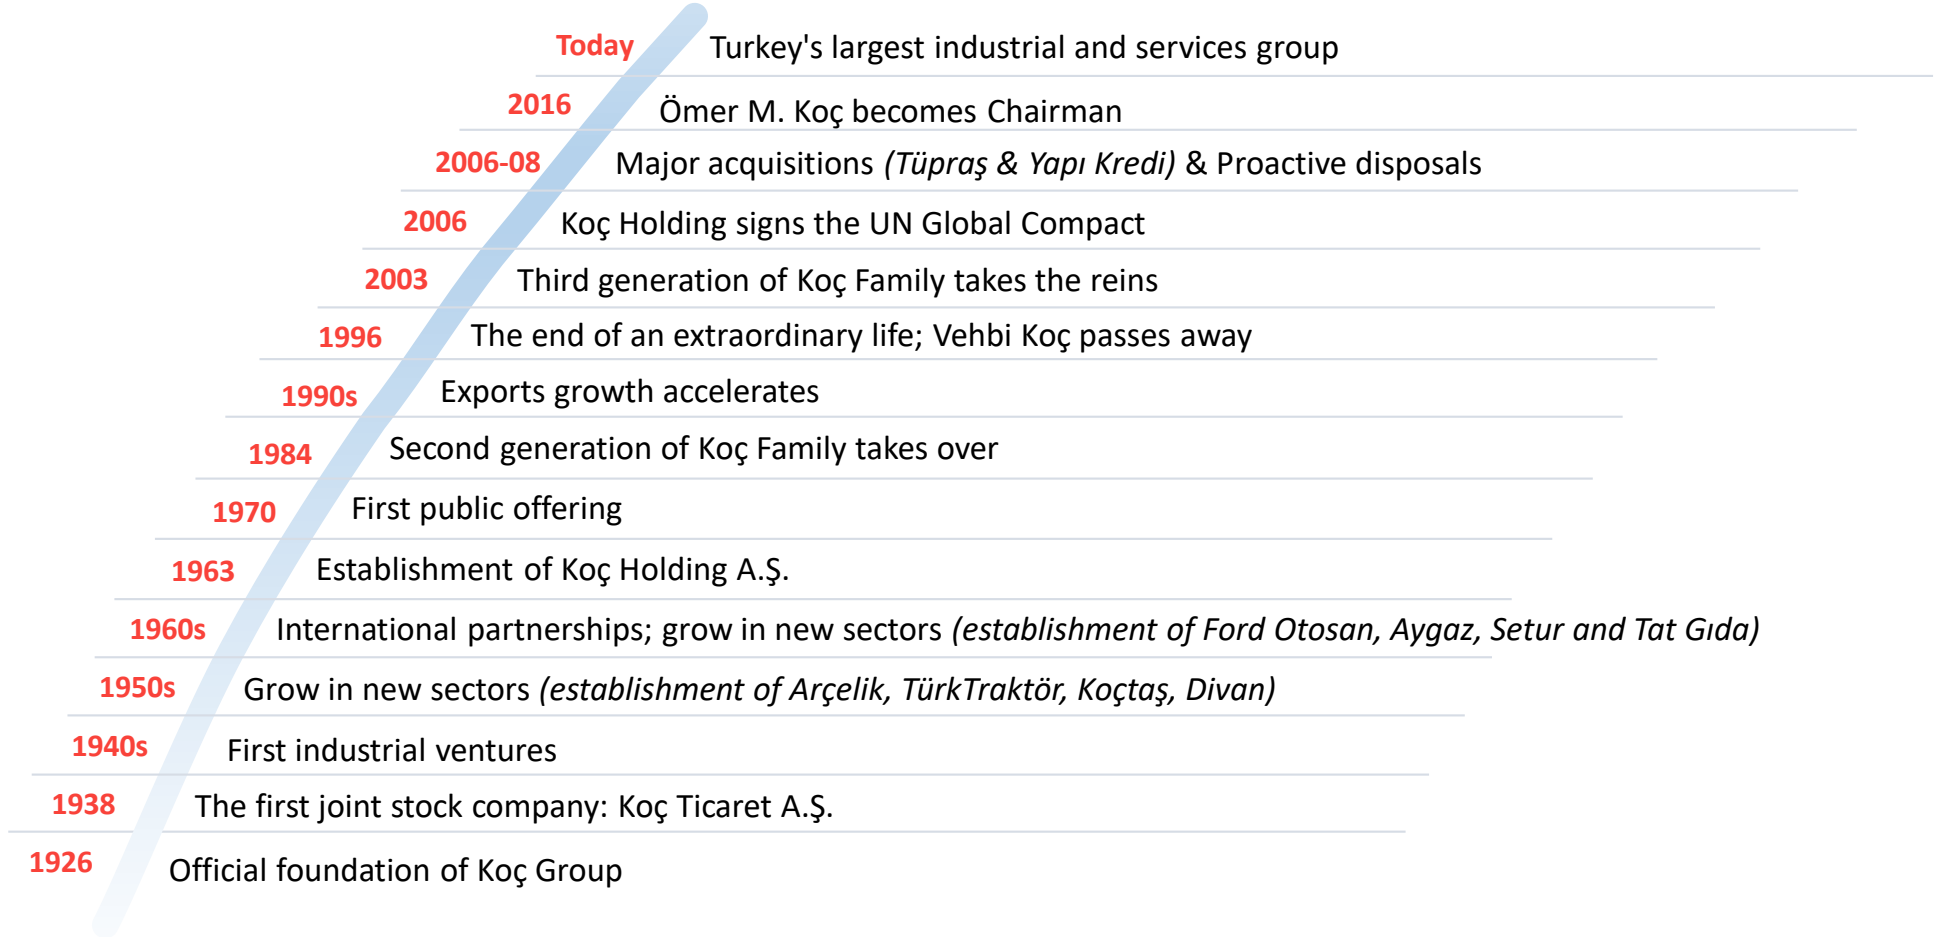 Today Turkey's largest industrial and services group
2016 Ömer M. Koç becomes Chairman
2006-08 Major acquisitions (Tüpraş & Yapı Kredi) & Proactive disposals
2006 Koç Holding signs the UN Global Compact
2003 Third generation of Koç Family takes the reins
1996 The end of an extraordinary life; Vehbi Koç passes away
1990s Exports growth accelerates
1984 Second generation of Koç Family takes over
1970 First public offering
1963 Establishment of Koç Holding A.Ş.
1960s International partnerships; grow in new sectors (establishment of Ford Otosan, Aygaz, Setur and Tat Gıda)
1950s Grow in new sectors (establishment of Arçelik, TürkTraktör, Koçtaş, Divan)
1940s First industrial ventures
1938 The first joint stock company: Koç Ticaret A.Ş.
1926 Official foundation of Koç Group